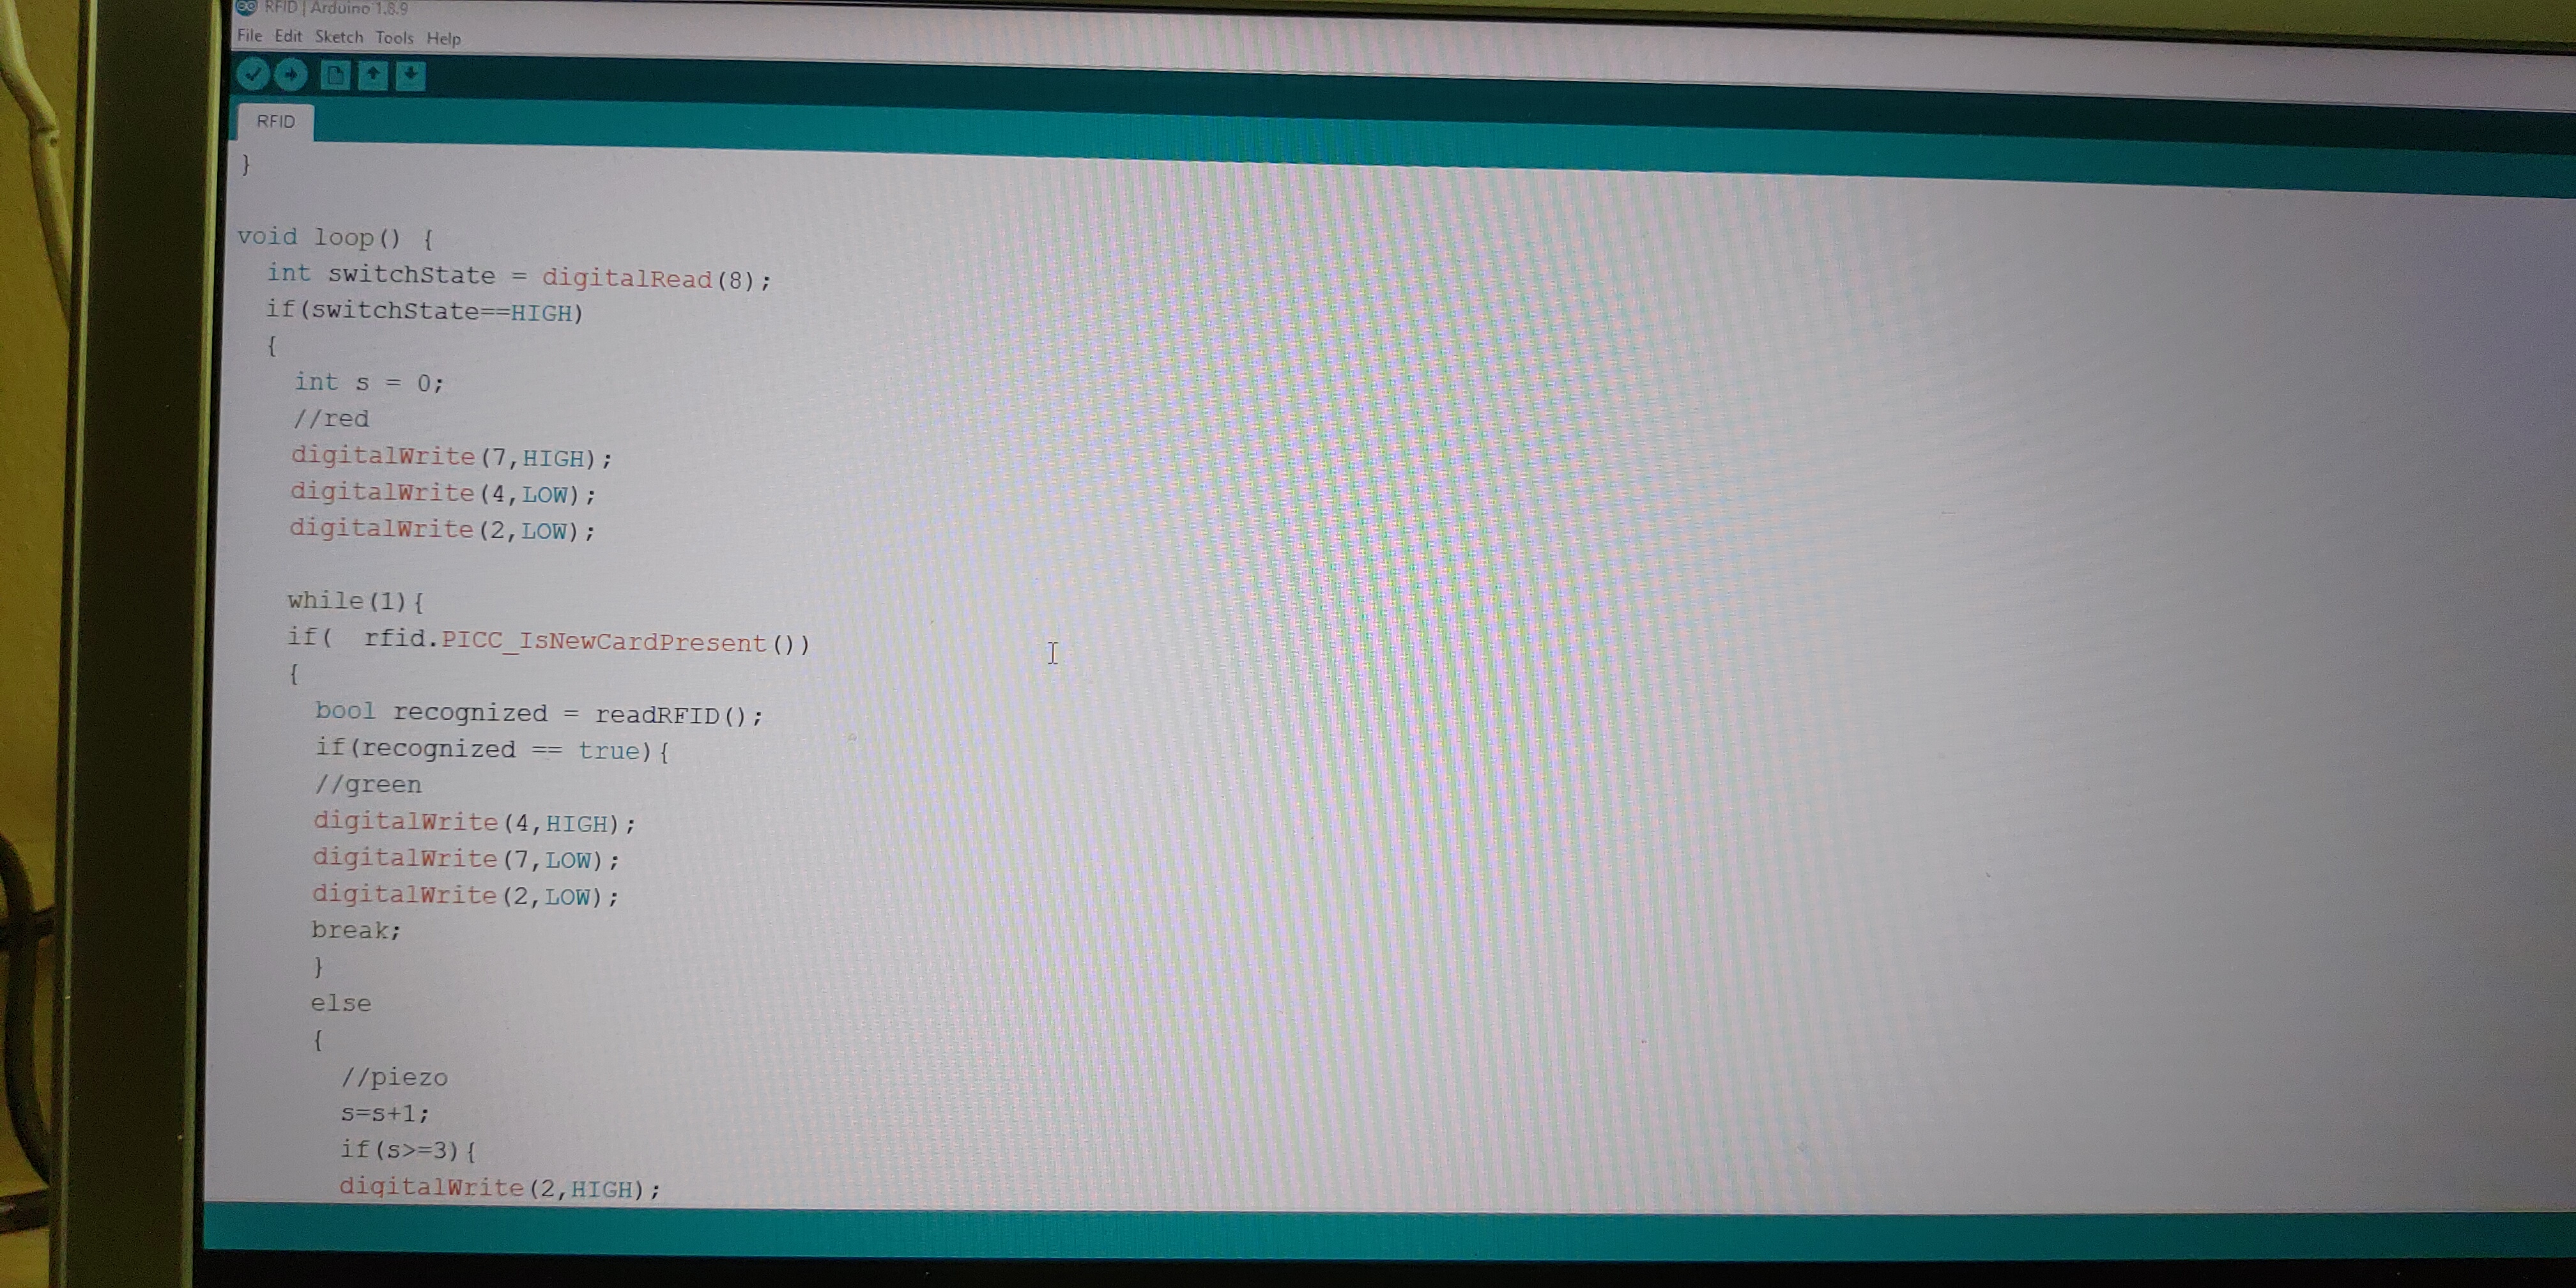 RFID | Arduino 1.8.9
File Edit Sketch Tools Help
RFID
}
void loop() {
int switchState = digitalRead(8);
if(switchState==HIGH)
{
int s = 0;
//red
digitalWrite(7,HIGH);
digitalWrite(4,LOW);
digitalWrite(2,LOW);
while(1){
if(  rfid.PICC_IsNewCardPresent())
{
bool recognized = readRFID();
if(recognized == true){
//green
digitalWrite(4,HIGH);
digitalWrite(7,LOW);
digitalWrite(2,LOW);
break;
}
else
{
//piezo
s=s+1;
if(s>=3){
digitalWrite(2,HIGH);